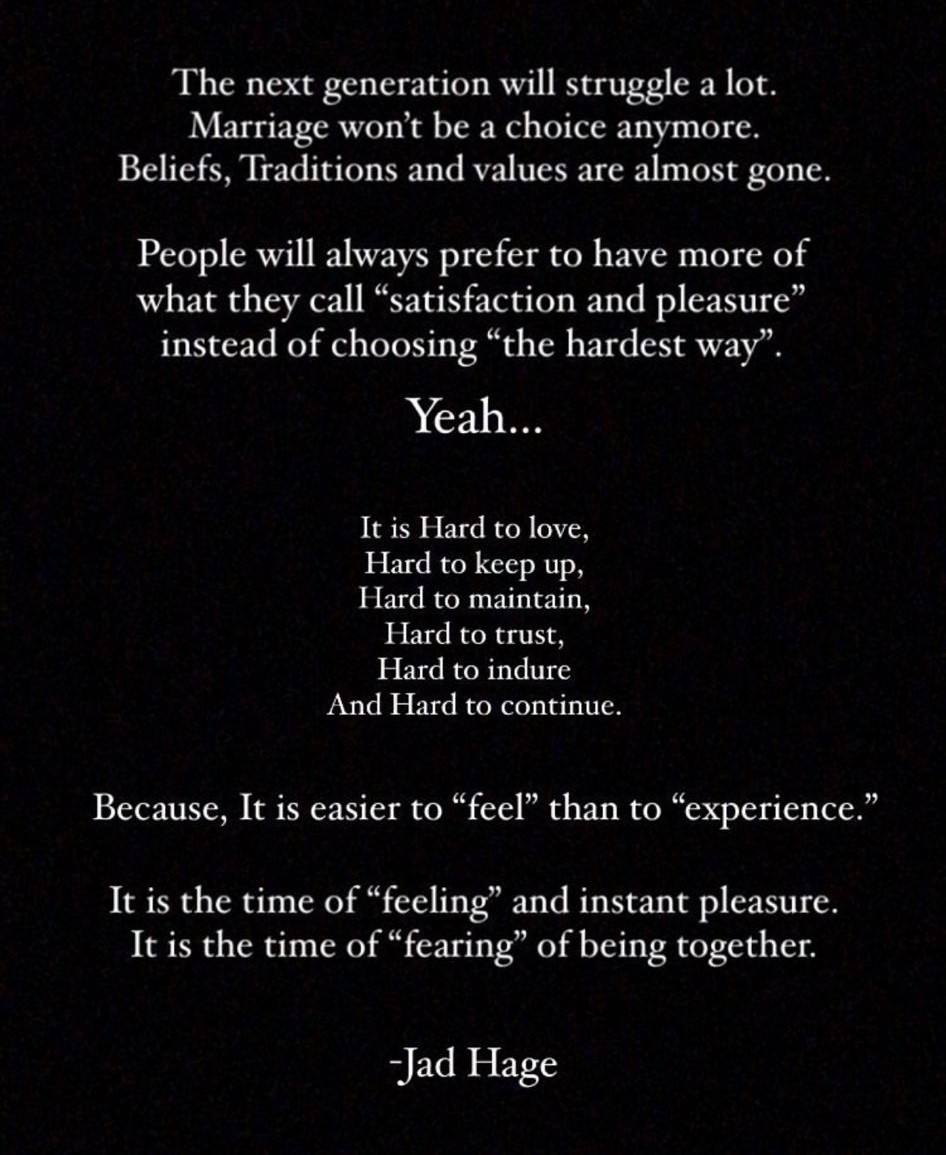 The next generation will struggle a lot.
Marriage won’t be a choice anymore.
Beliefs, Traditions and values are almost gone.
People will always prefer to have more of
what they call “satisfaction and pleasure”
instead of choosing “the hardest way”.
Yeah...
It is Hard to love,
Hard to keep up,
Hard to maintain,
Hard to trust,
Hard to indure
And Hard to continue.
Because, It is easier to “feel” than to “experience.”
It is the time of “feeling” and instant pleasure.
It is the time of “fearing” of being together.
-Jad Hage